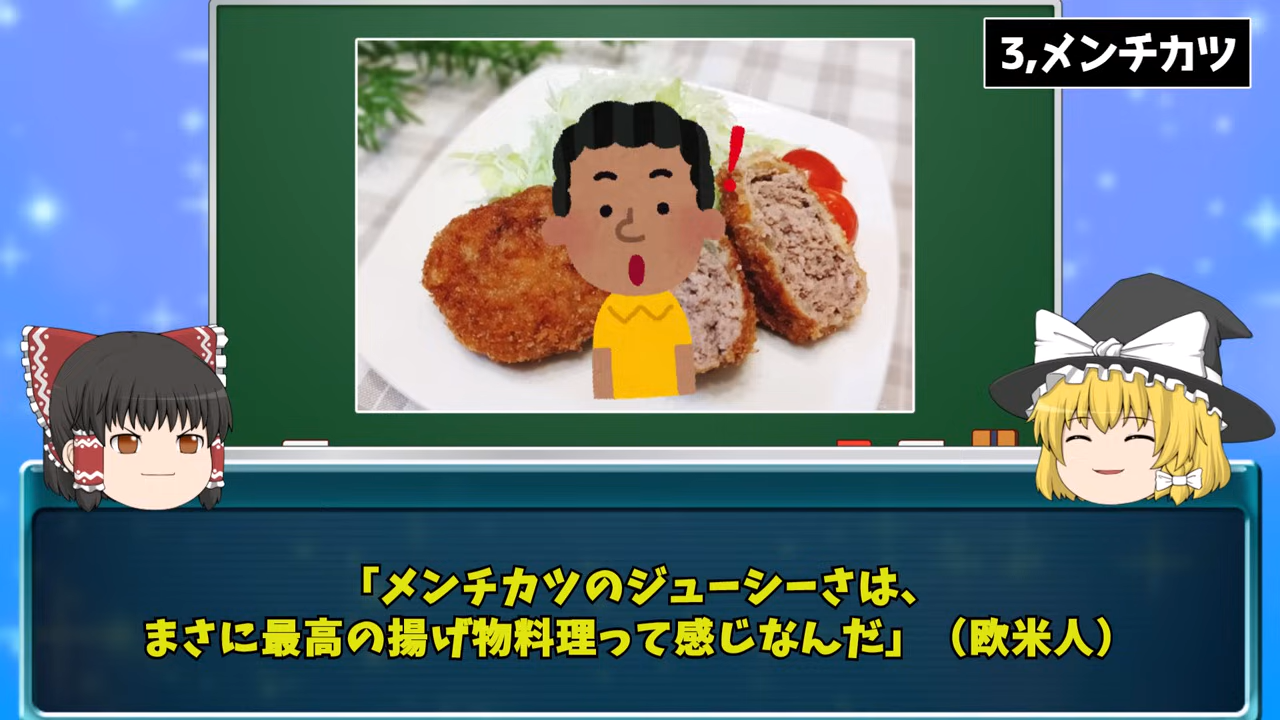 3,メンチカツ
「メンチカツのジューシーさは、
まさに最高の揚げ物料理って感じなんだ」（欧米人）